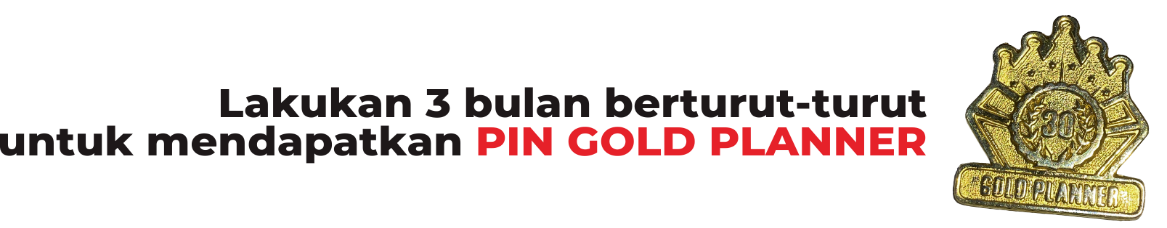 Lakukan 3 bulan berturut-turut
untuk mendapatkan PIN GOLD PLANNER
30
GOLD PLANNER